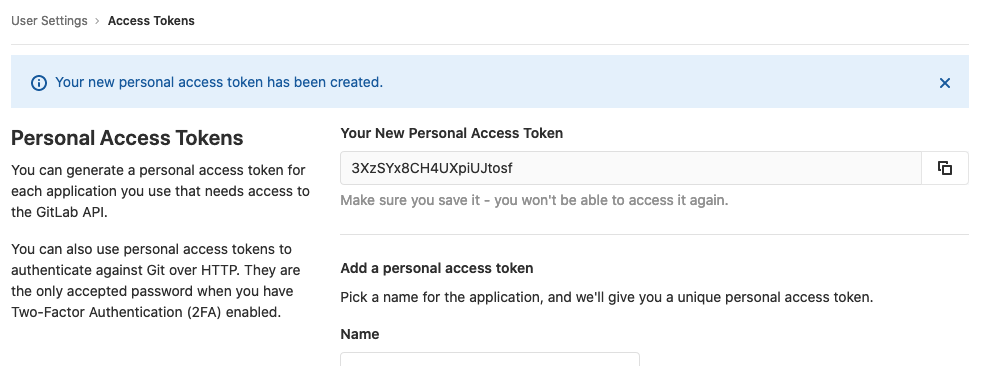 User Settings › Access Tokens
Your new personal access token has been created.
Personal Access Tokens
You can generate a personal access token for
each application you use that needs access to
the GitLab API.
You can also use personal access tokens to
authenticate against Git over HTTP. They are
the only accepted password when you have
Two-Factor Authentication (2FA) enabled.
Your New Personal Access Token
3XzSYx8CH4UXpiUJtosf
Make sure you save it - you won't be able to access it again.
Add a personal access token
Pick a name for the application, and we'll give you a unique personal access token.
Name